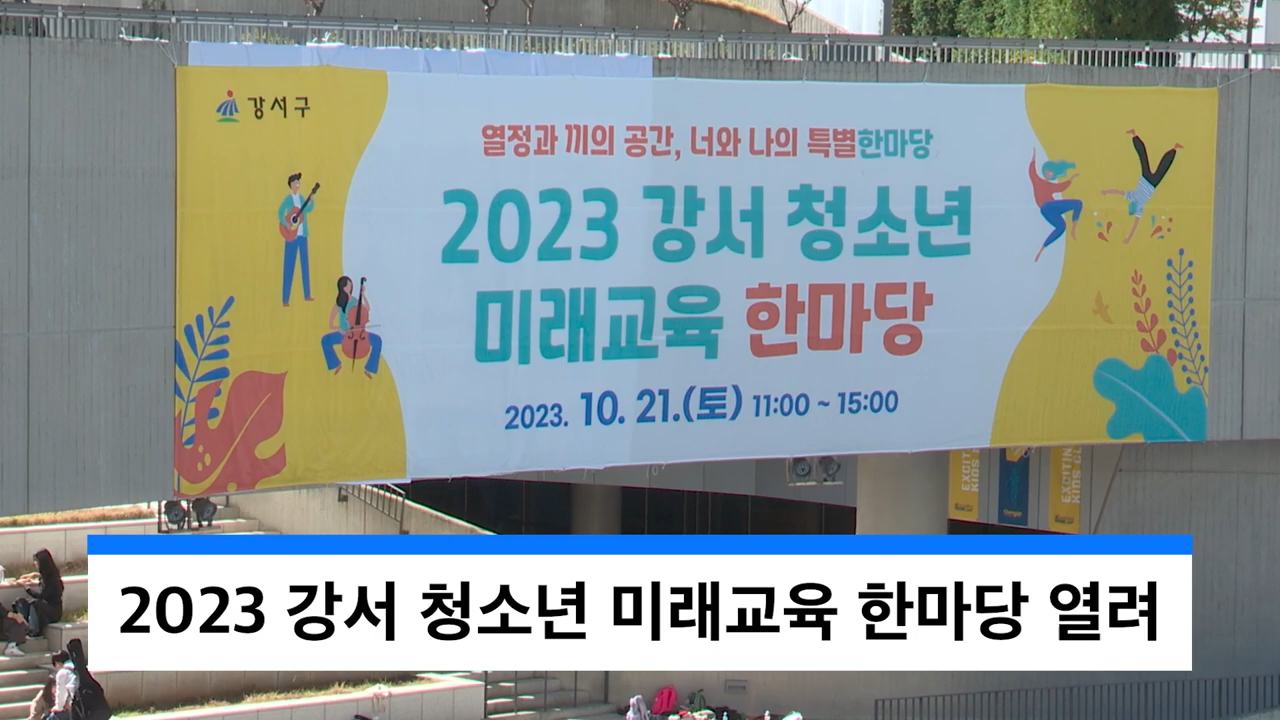 강서구
열정과 끼의 공간, 너와 나의 특별한마당
2023 강서 청소년
미래교육 한마당
2023. 10. 21.(토) 11:00 ~ 15:00
2023 강서 청소년 미래교육 한마당 열려